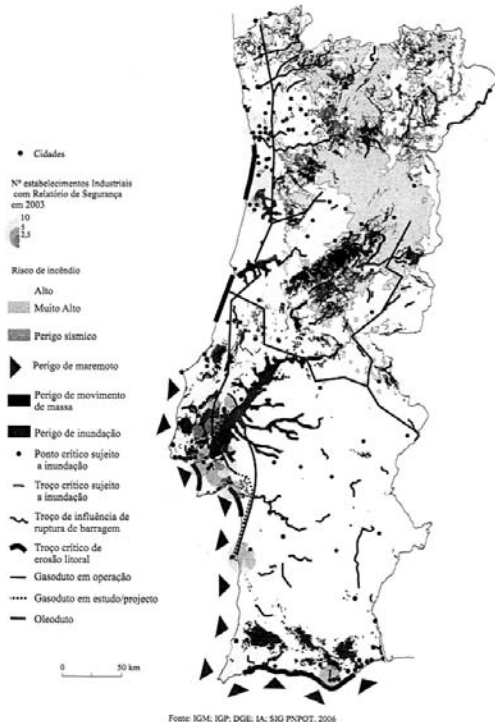 Cidades
Nº estabelecimentos Industriais
com Relatório de Segurança
em 2003
10
5
2,5
Risco de incêndio
Alto
Muito Alto
Perigo sísmico
Perigo de maremoto
Perigo de movimento
de massa
Perigo de inundação
Ponto crítico sujeito
a inundação
Troço crítico sujeito
a inundação
Troço de influência de
ruptura de barragem
Troço crítico de
erosão litoral
Gasoduto em operação
Gasoduto em estudo/projecto
Oleoduto
0 50 km
Fonte: IGM; IGP; DGE; IA; SIG PNPOT, 2006